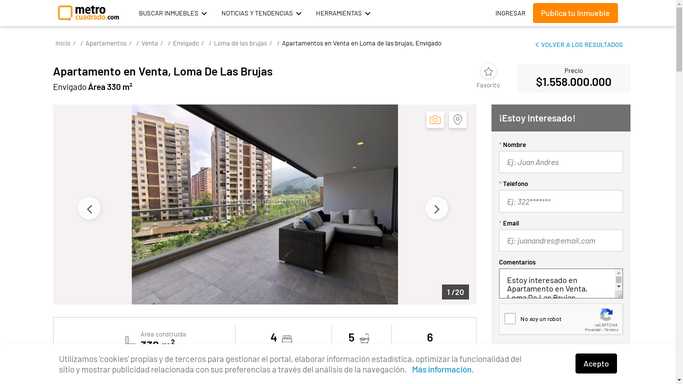 metro
cuadrado.com
BUSCAR INMUEBLES
NOTICIAS Y TENDENCIAS
HERRAMIENTAS
INGRESAR
Publica tu inmueble
Inicio / / Apartamentos / / Venta / / Envigado / / Loma de las brujas / / Apartamentos en Venta en Loma de las brujas, Envigado
VOLVER A LOS RESULTADOS
Apartamento en Venta, Loma De Las Brujas
Envigado Área 330 m²
Favorito
Precio
$1.558.000.000
1 / 20
¡Estoy Interesado!
* Nombre
Ej: Juan Andres
* Telefono
Ej: 322*******
* Email
Ej: juanandres@email.com
Comentarios
Estoy interesado en
Apartamento en Venta,
Loma De Las Brujas
No soy un robot
reCAPTCHA
Privacidad - Términos
Área construida
330 m²
4
5
6
Utilizamos 'cookies' propias y de terceros para gestionar el portal, elaborar información estadística, optimizar la funcionalidad del
sitio y mostrar publicidad relacionada con sus preferencias a través del análisis de la navegación. Más información.
Acepto